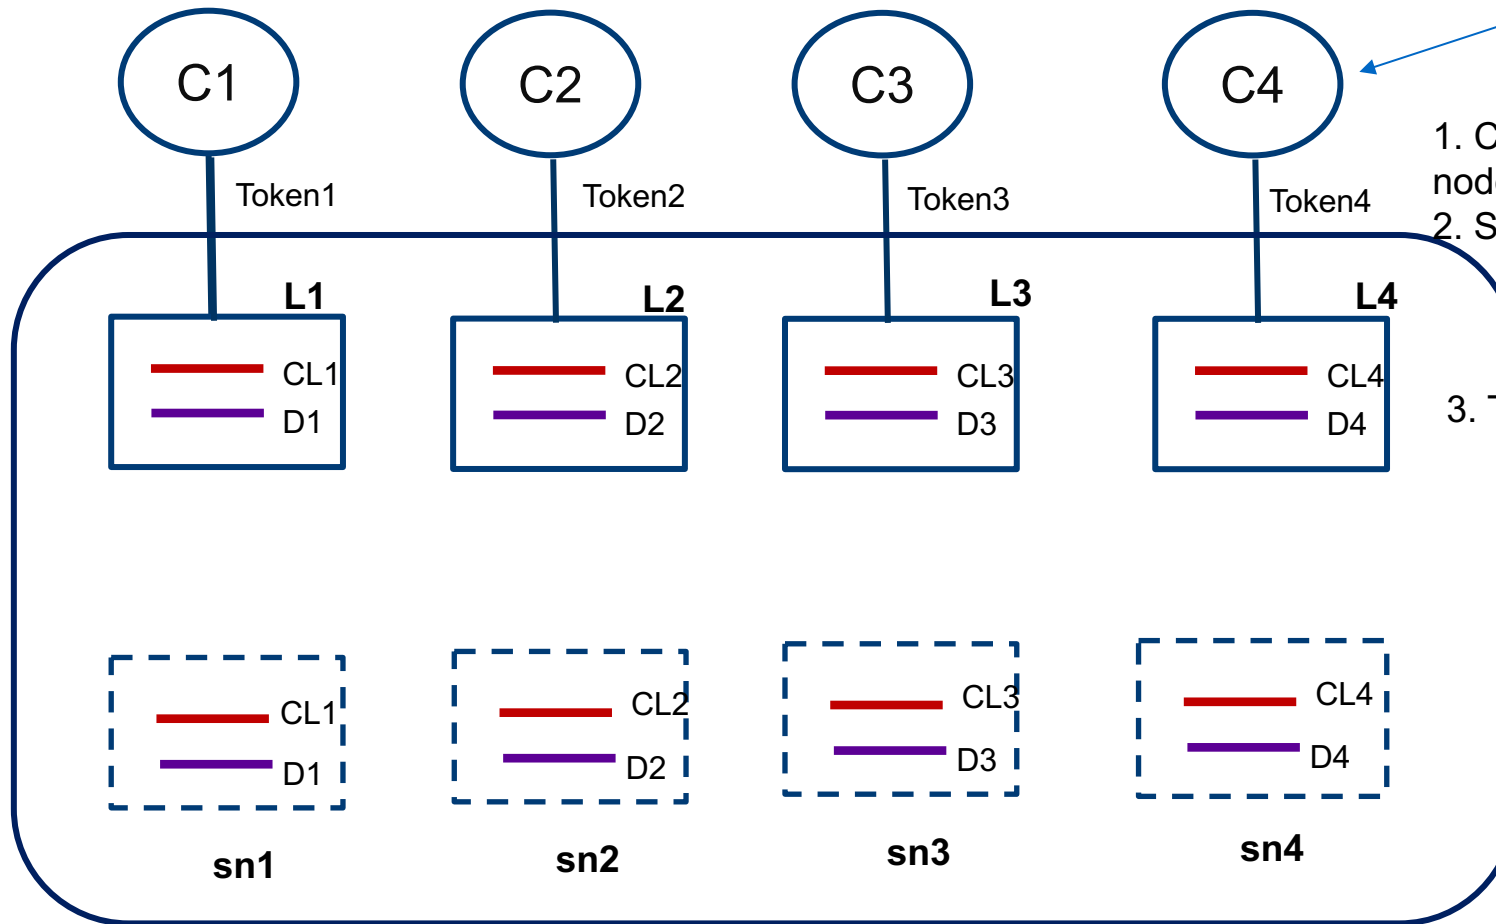 C1
C2
C3
C4
1. C
Token1
Token2
Token3
Token4
2. S
L1
L2
L3
L4
CL1
CL2
CL3
CL4
D1
D2
D3
D4
3.
CL1
CL2
CL3
CL4
D1
D2
D3
D4
sn1
sn2
sn3
sn4